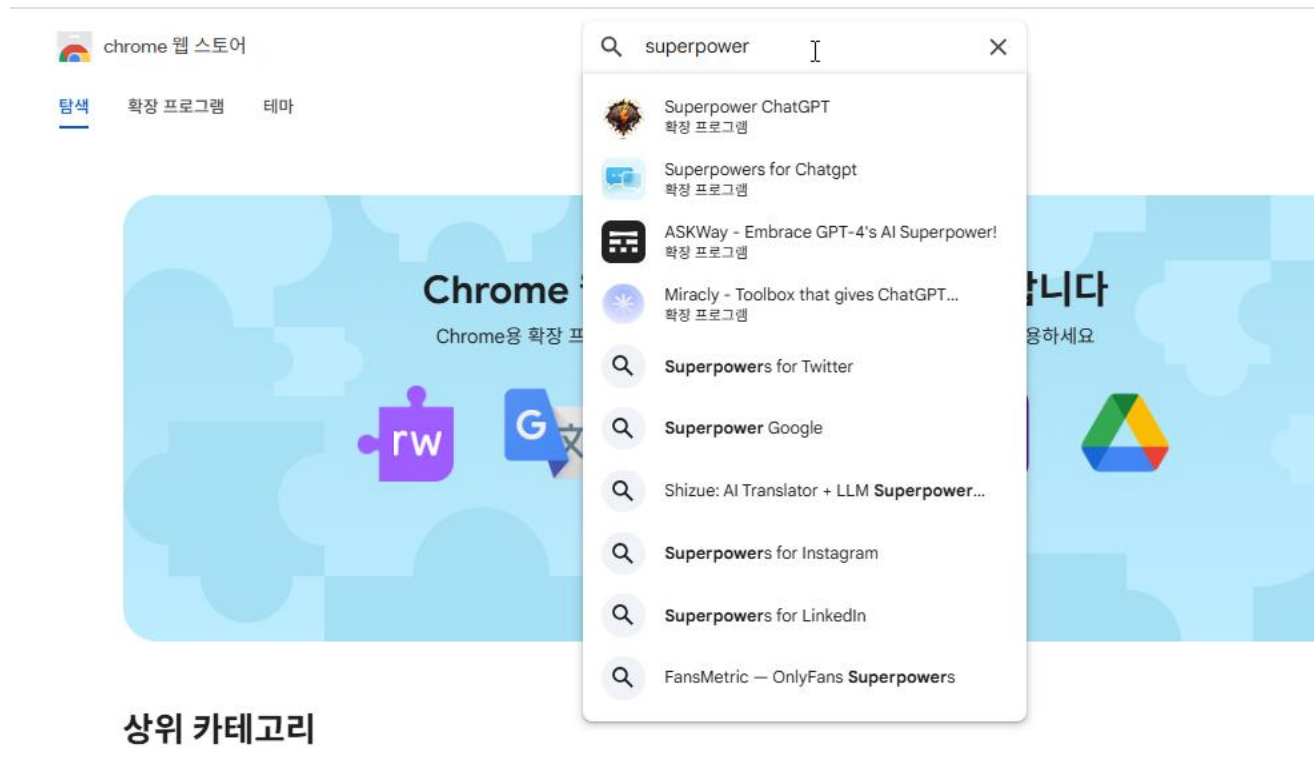 chrome 웹 스토어
superpower
탐색 확장 프로그램 테마
Superpower ChatGPT
확장 프로그램
Superpowers for Chatgpt
확장 프로그램
ASKWay - Embrace GPT-4's AI Superpower!
확장 프로그램
Miracly - Toolbox that gives ChatGPT...
확장 프로그램
Superpowers for Twitter
Superpower Google
Shizue: AI Translator + LLM Superpower...
Superpowers for Instagram
Superpowers for LinkedIn
FansMetric — OnlyFans Superpowers
Chrome
Chrome용 확장
용하세요
rw
G
상위 카테고리